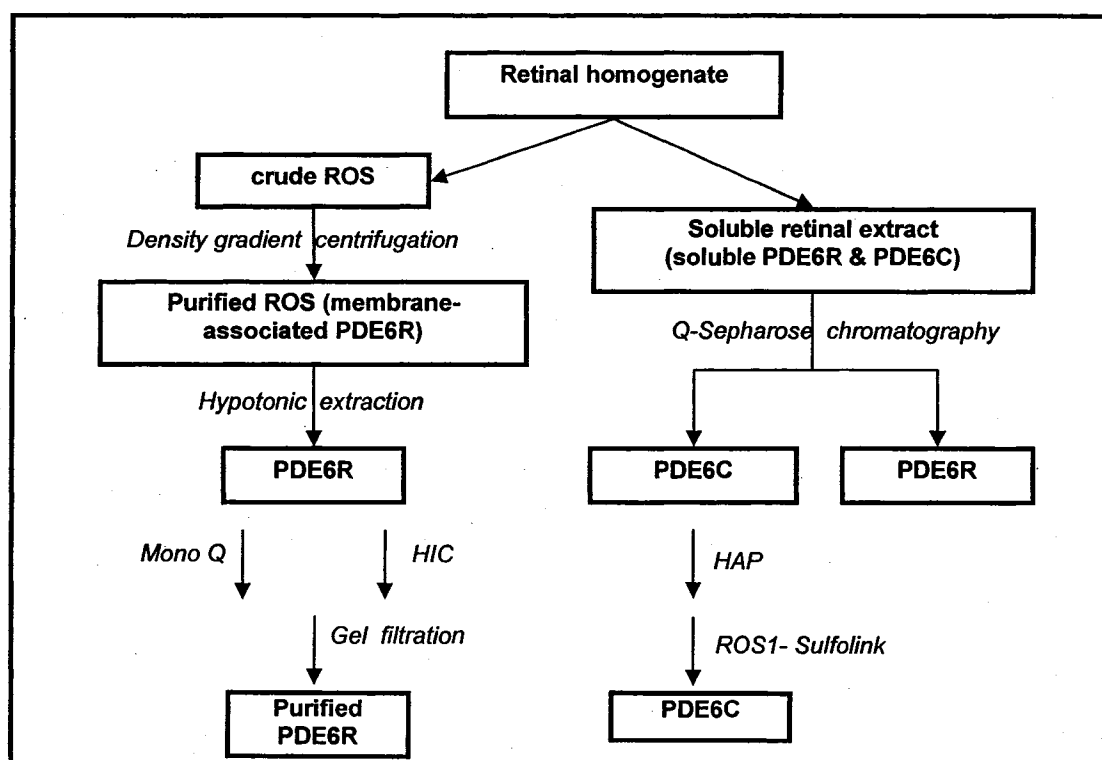 Retinal homogenate
crude ROS
Density gradient centrifugation
Purified ROS (membrane-
associated PDE6R)
Hypotonic extraction
PDE6R
Mono Q
HIC
Gel filtration
Purified
PDE6R
Soluble retinal extract
(soluble PDE6R & PDE6C)
Q-Sepharose chromatography
PDE6C
PDE6R
HAP
ROS1- Sulfolink
PDE6C